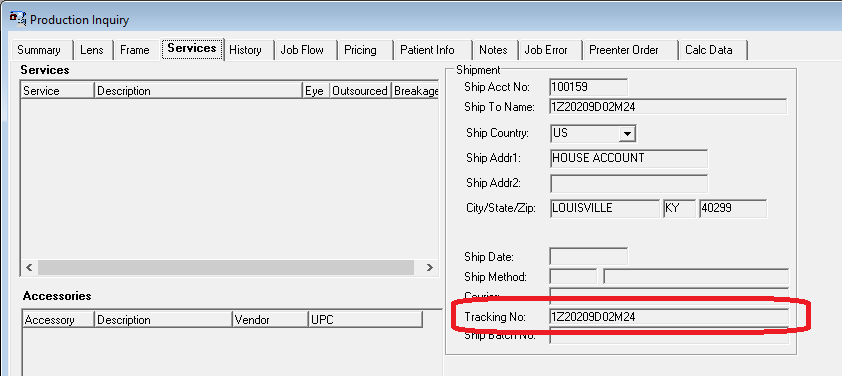 Production Inquiry
Summary Lens Frame Services History Job Flow Pricing Patient Info Notes Job Error Preenter Order Calc Data
Services
Service Description Eye Outsourced Breakage
Shipment
Ship Acct No: 100159
Ship To Name: 1Z20209D02M24
Ship Country: US
Ship Addr1: HOUSE ACCOUNT
Ship Addr2:
City/State/Zip: LOUISVILLE KY 40299
Ship Date:
Ship Method:
Courier:
Tracking No: 1Z20209D02M24
Ship Batch No:
Accessories
Accessory Description Vendor UPC